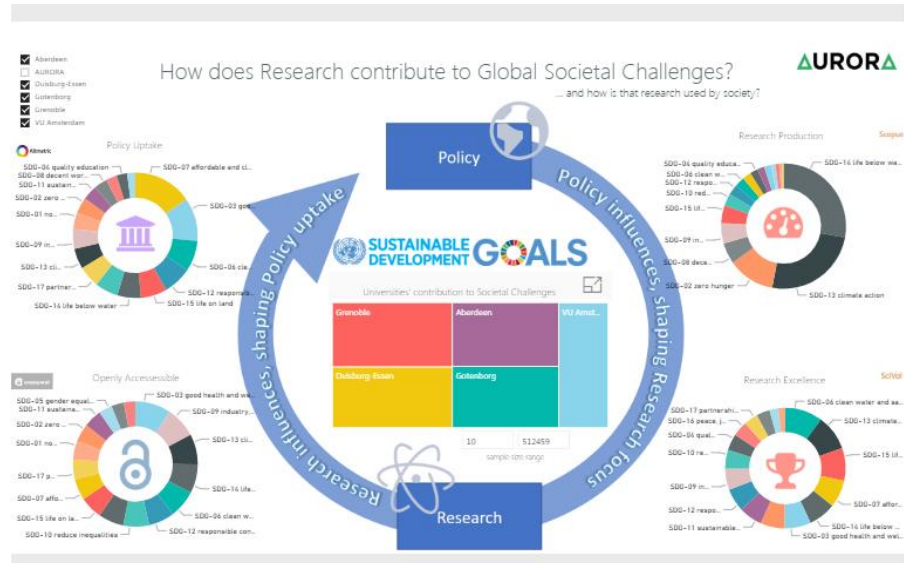 Aberdeen
AURORA
Duisburg-Essen
Gotenborg
Grenoble
VU Amsterdam
How does Research contribute to Global Societal Challenges?
... and how is that research used by society?
AURORA
Altmetric
Policy Uptake
SDG-04 quality education
SDG-08 decent wor...
SDG-11 sustain...
SDG-02 zero ...
SDG-01 no...
SDG-09 in...
SDG-13 cli...
SDG-17 partner...
SDG-14 life below water
SDG-07 affordable and cl...
SDG-03 goo...
SDG-06 cle...
SDG-12 responsib...
SDG-15 life on land
Policy
Policy influences, shaping Research focus
Research influences, shaping Policy uptake
Research
SUSTAINABLE
DEVELOPMENT GOALS
Universities' contribution to Societal Challenges
Grenoble
Aberdeen
VU Amst...
Duisburg-Essen
Gotenborg
10
512459
sample size range
Research Production
Scopus
SDG-04 quality educa...
SDG-06 clean w...
SDG-12 respo...
SDG-10 red...
SDG-15 lif...
SDG-09 in...
SDG-08 dece...
SDG-02 zero hunger
SDG-14 life below wa...
SDG-13 climate action
Openly Accessessible
SDG-05 gender equal...
SDG-11 sustaina...
SDG-02 zero ...
SDG-01 no...
SDG-17 p...
SDG-07 affo...
SDG-15 life on la...
SDG-10 reduce inequalities
SDG-03 good health and we...
SDG-09 industry,...
SDG-13 cli...
SDG-14 life...
SDG-06 clean w...
SDG-12 responsible con...
Research Excellence
SciVal
SDG-17 partnershi...
SDG-16 peace, j...
SDG-04 qual...
SDG-10 re...
SDG-09 in...
SDG-12 respo...
SDG-11 sustainable...
SDG-06 clean water and sa...
SDG-13 climate...
SDG-15 lif...
SDG-07 affor...
SDG-14 life below ...
SDG-03 good health and wel...